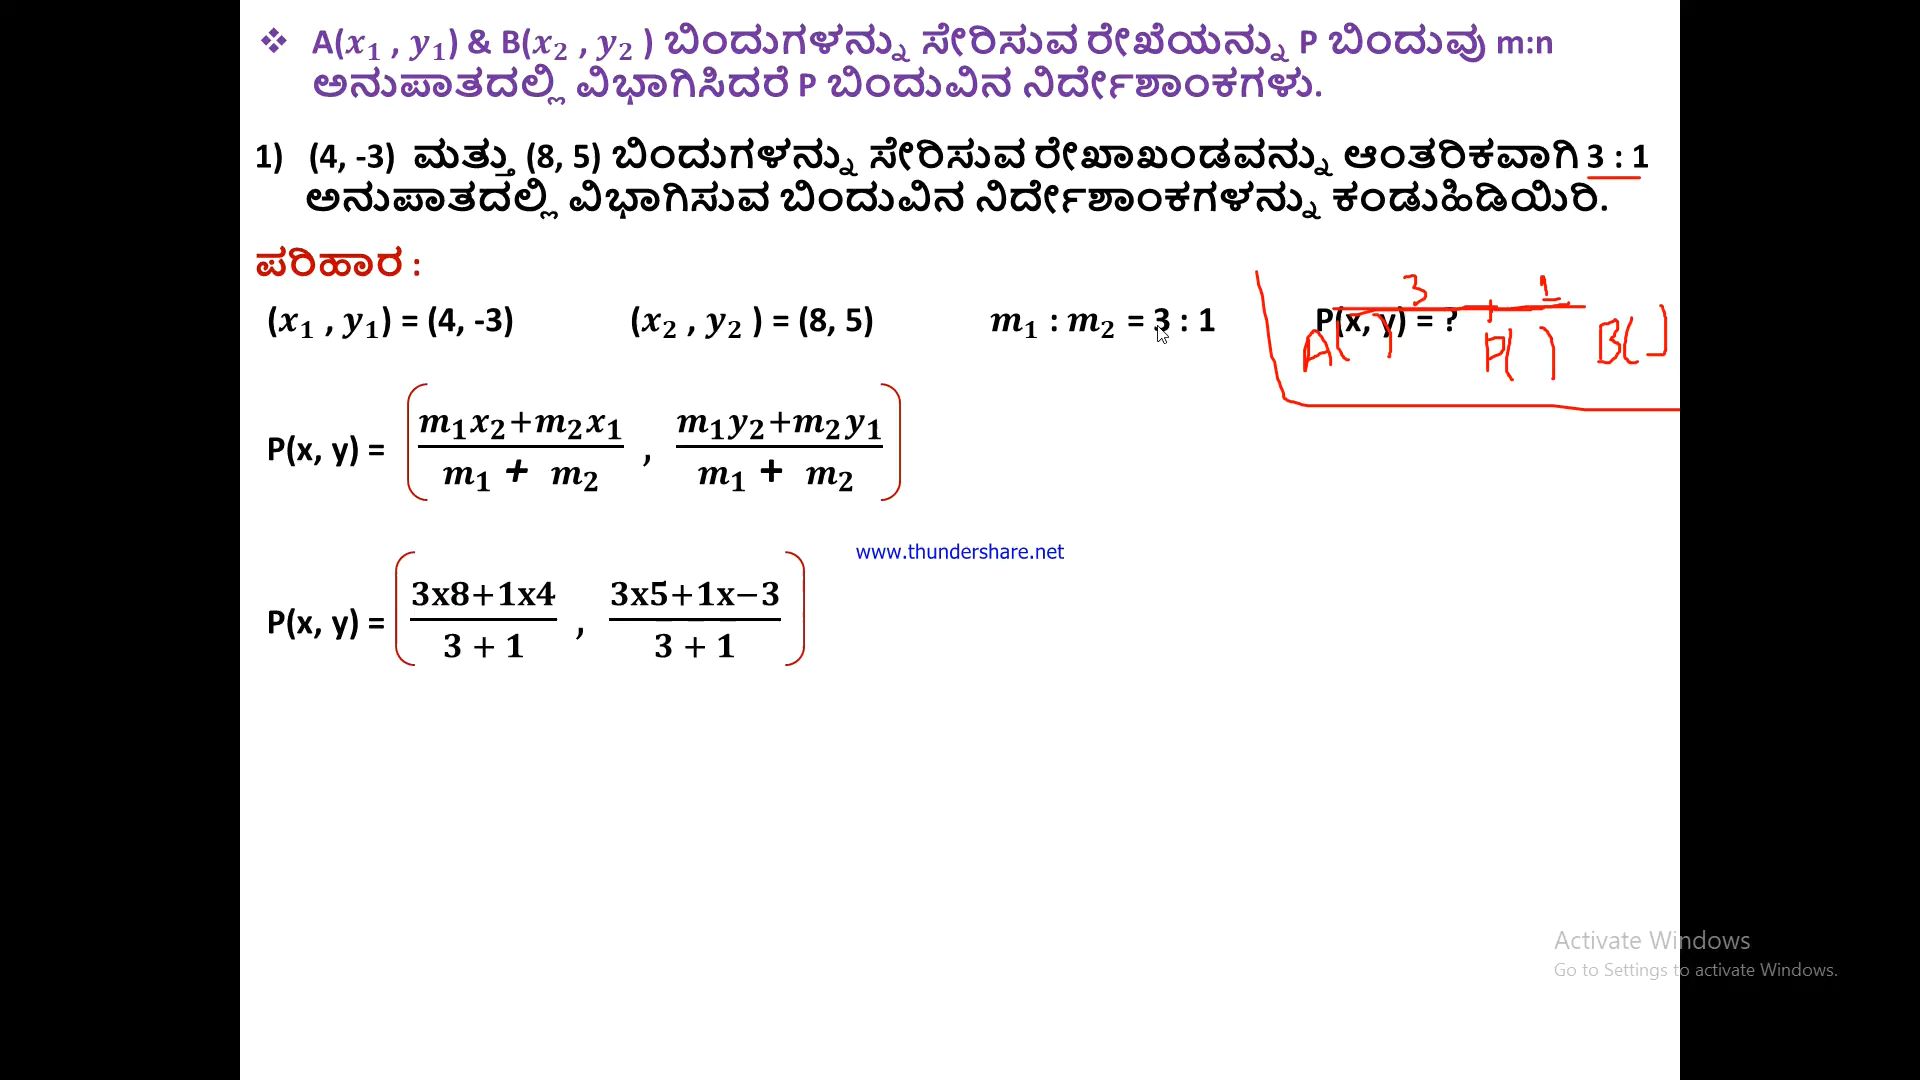 ❖ A(x₁ , y₁) & B(x₂ , y₂ ) ಬಿಂದುಗಳನ್ನು ಸೇರಿಸುವ ರೇಖೆಯನ್ನು P ಬಿಂದುವು m:n
ಅನುಪಾತದಲ್ಲಿ ವಿಭಾಗಿಸಿದರೆ P ಬಿಂದುವಿನ ನಿರ್ದೇಶಾಂಕಗಳು.
1) (4, -3) ಮತ್ತು (8, 5) ಬಿಂದುಗಳನ್ನು ಸೇರಿಸುವ ರೇಖಾಖಂಡವನ್ನು ಆಂತರಿಕವಾಗಿ 3 : 1
ಅನುಪಾತದಲ್ಲಿ ವಿಭಾಗಿಸುವ ಬಿಂದುವಿನ ನಿರ್ದೇಶಾಂಕಗಳನ್ನು ಕಂಡುಹಿಡಿಯಿರಿ.
ಪರಿಹಾರ :
(x₁ , y₁) = (4, -3) (x₂ , y₂ ) = (8, 5) m₁ : m₂ = 3 : 1 P(x, y) = ?
3 1
A( ) P( ) B( )
P(x, y) = (m₁x₂+m₂x₁ / m₁ + m₂ , m₁y₂+m₂y₁ / m₁ + m₂)
www.thundershare.net
P(x, y) = (3x8+1x4 / 3 + 1 , 3x5+1x−3 / 3 + 1)
Activate Windows
Go to Settings to activate Windows.